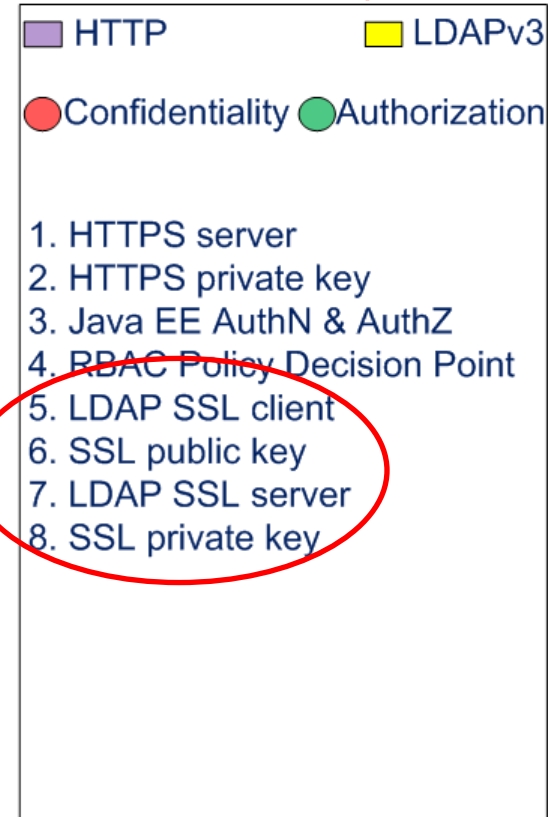 HTTP LDAPv3
Confidentiality Authorization
1. HTTPS server
2. HTTPS private key
3. Java EE AuthN & AuthZ
4. RBAC Policy Decision Point
5. LDAP SSL client
6. SSL public key
7. LDAP SSL server
8. SSL private key